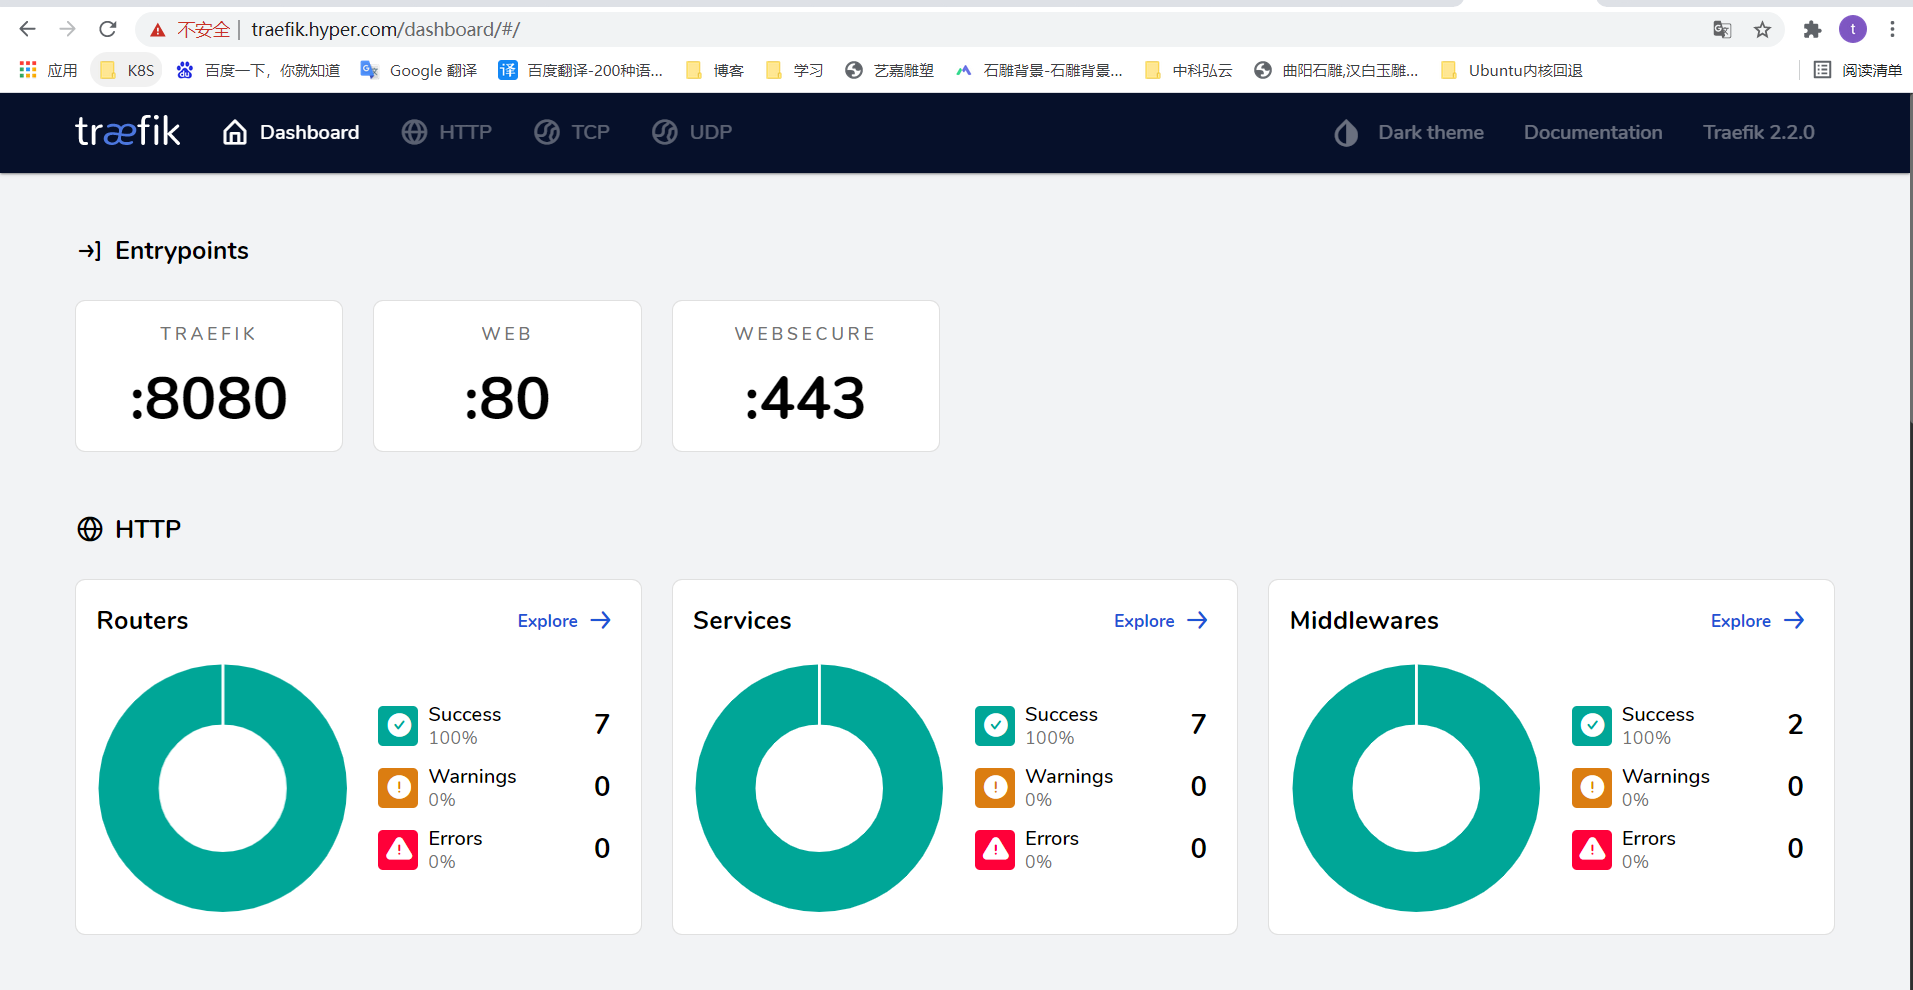 不安全 traefik.hyper.com/dashboard/#/ t
应用 K8S 百度一下，你就知道 Google 翻译 译 百度翻译-200种语... 博客 学习 艺嘉雕塑 石雕背景-石雕背景... 中科弘云 曲阳石雕,汉白玉雕... Ubuntu内核回退 阅读清单
træfik Dashboard HTTP TCP UDP Dark theme Documentation Traefik 2.2.0
Entrypoints
TRAEFIK WEB WEBSECURE
:8080 :80 :443
HTTP
Routers Explore
Success 7
100%
Warnings 0
0%
Errors 0
0%
Services Explore
Success 7
100%
Warnings 0
0%
Errors 0
0%
Middlewares Explore
Success 2
100%
Warnings 0
0%
Errors 0
0%